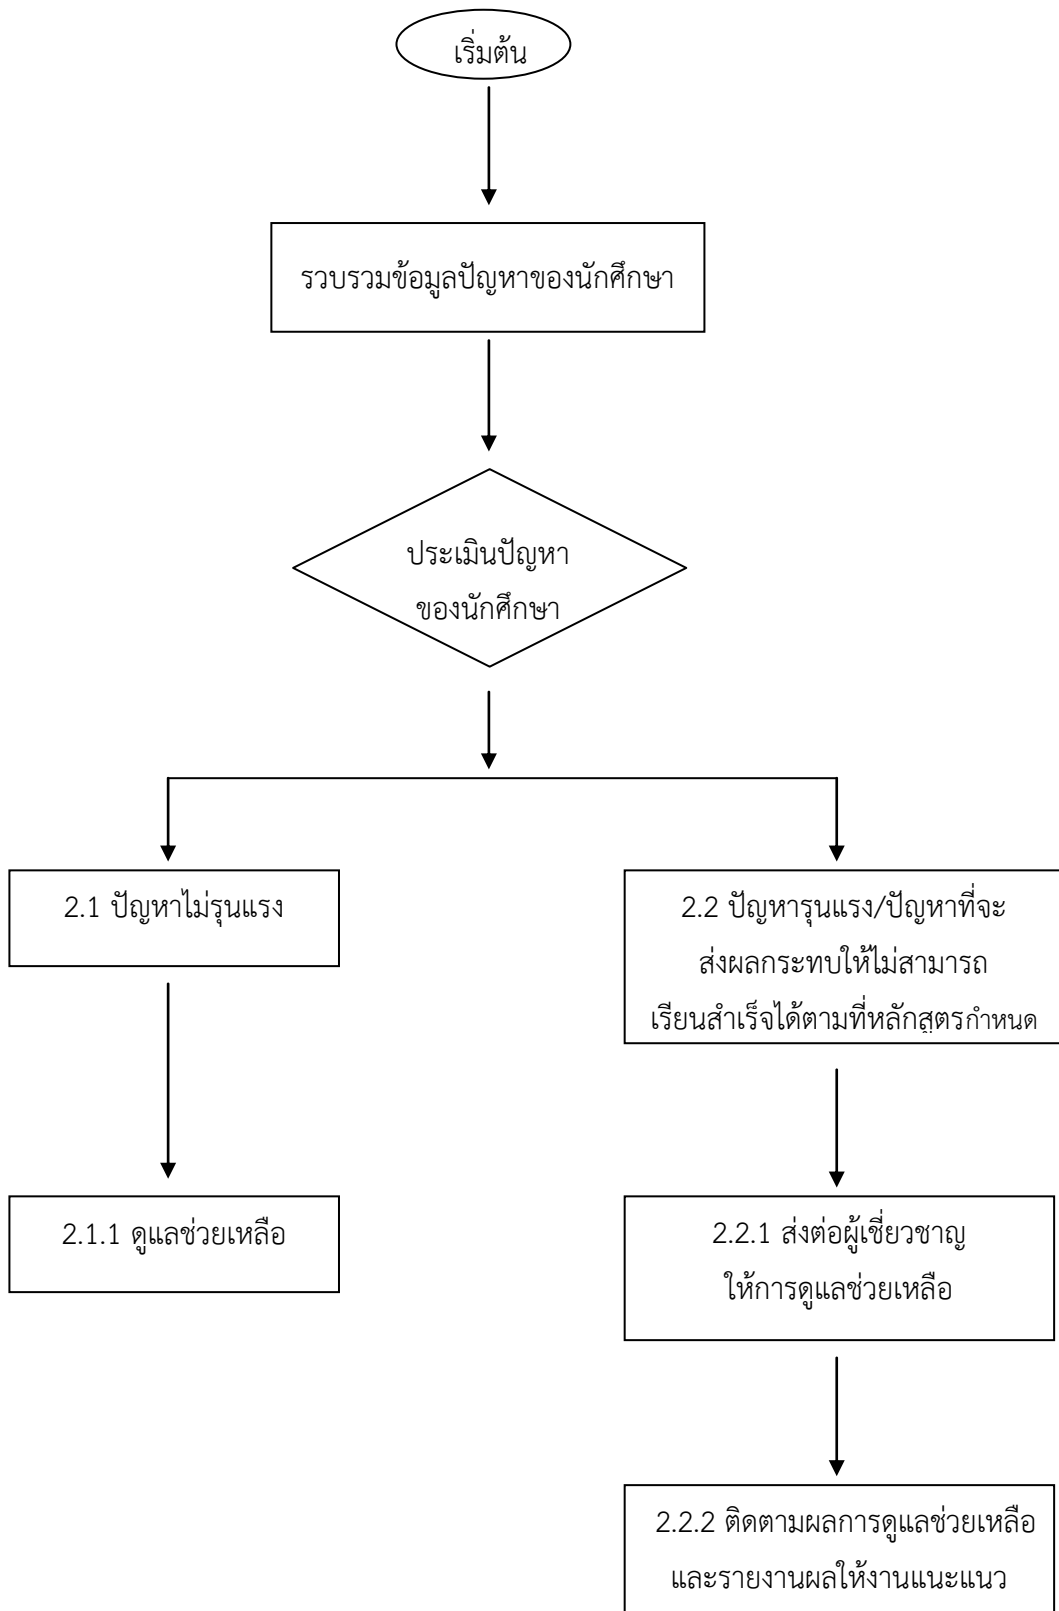 เริ่มต้น
รวบรวมข้อมูลปัญหาของนักศึกษา
ประเมินปัญหา
ของนักศึกษา
2.1 ปัญหาไม่รุนแรง
2.2 ปัญหารุนแรง/ปัญหาที่จะ
ส่งผลกระทบให้ไม่สามารถ
เรียนสำเร็จได้ตามที่หลักสูตรกำหนด
2.1.1 ดูแลช่วยเหลือ
2.2.1 ส่งต่อผู้เชี่ยวชาญ
ให้การดูแลช่วยเหลือ
2.2.2 ติดตามผลการดูแลช่วยเหลือ
และรายงานผลให้งานแนะแนว